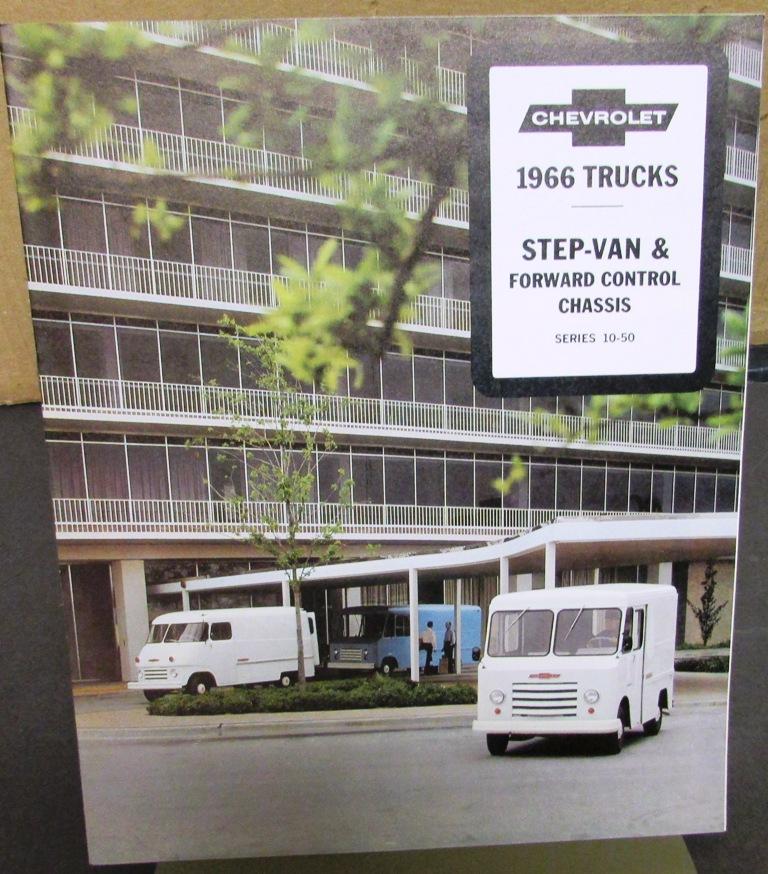 CHEVROLET
1966 TRUCKS
STEP-VAN &
FORWARD CONTROL
CHASSIS
SERIES 10-50